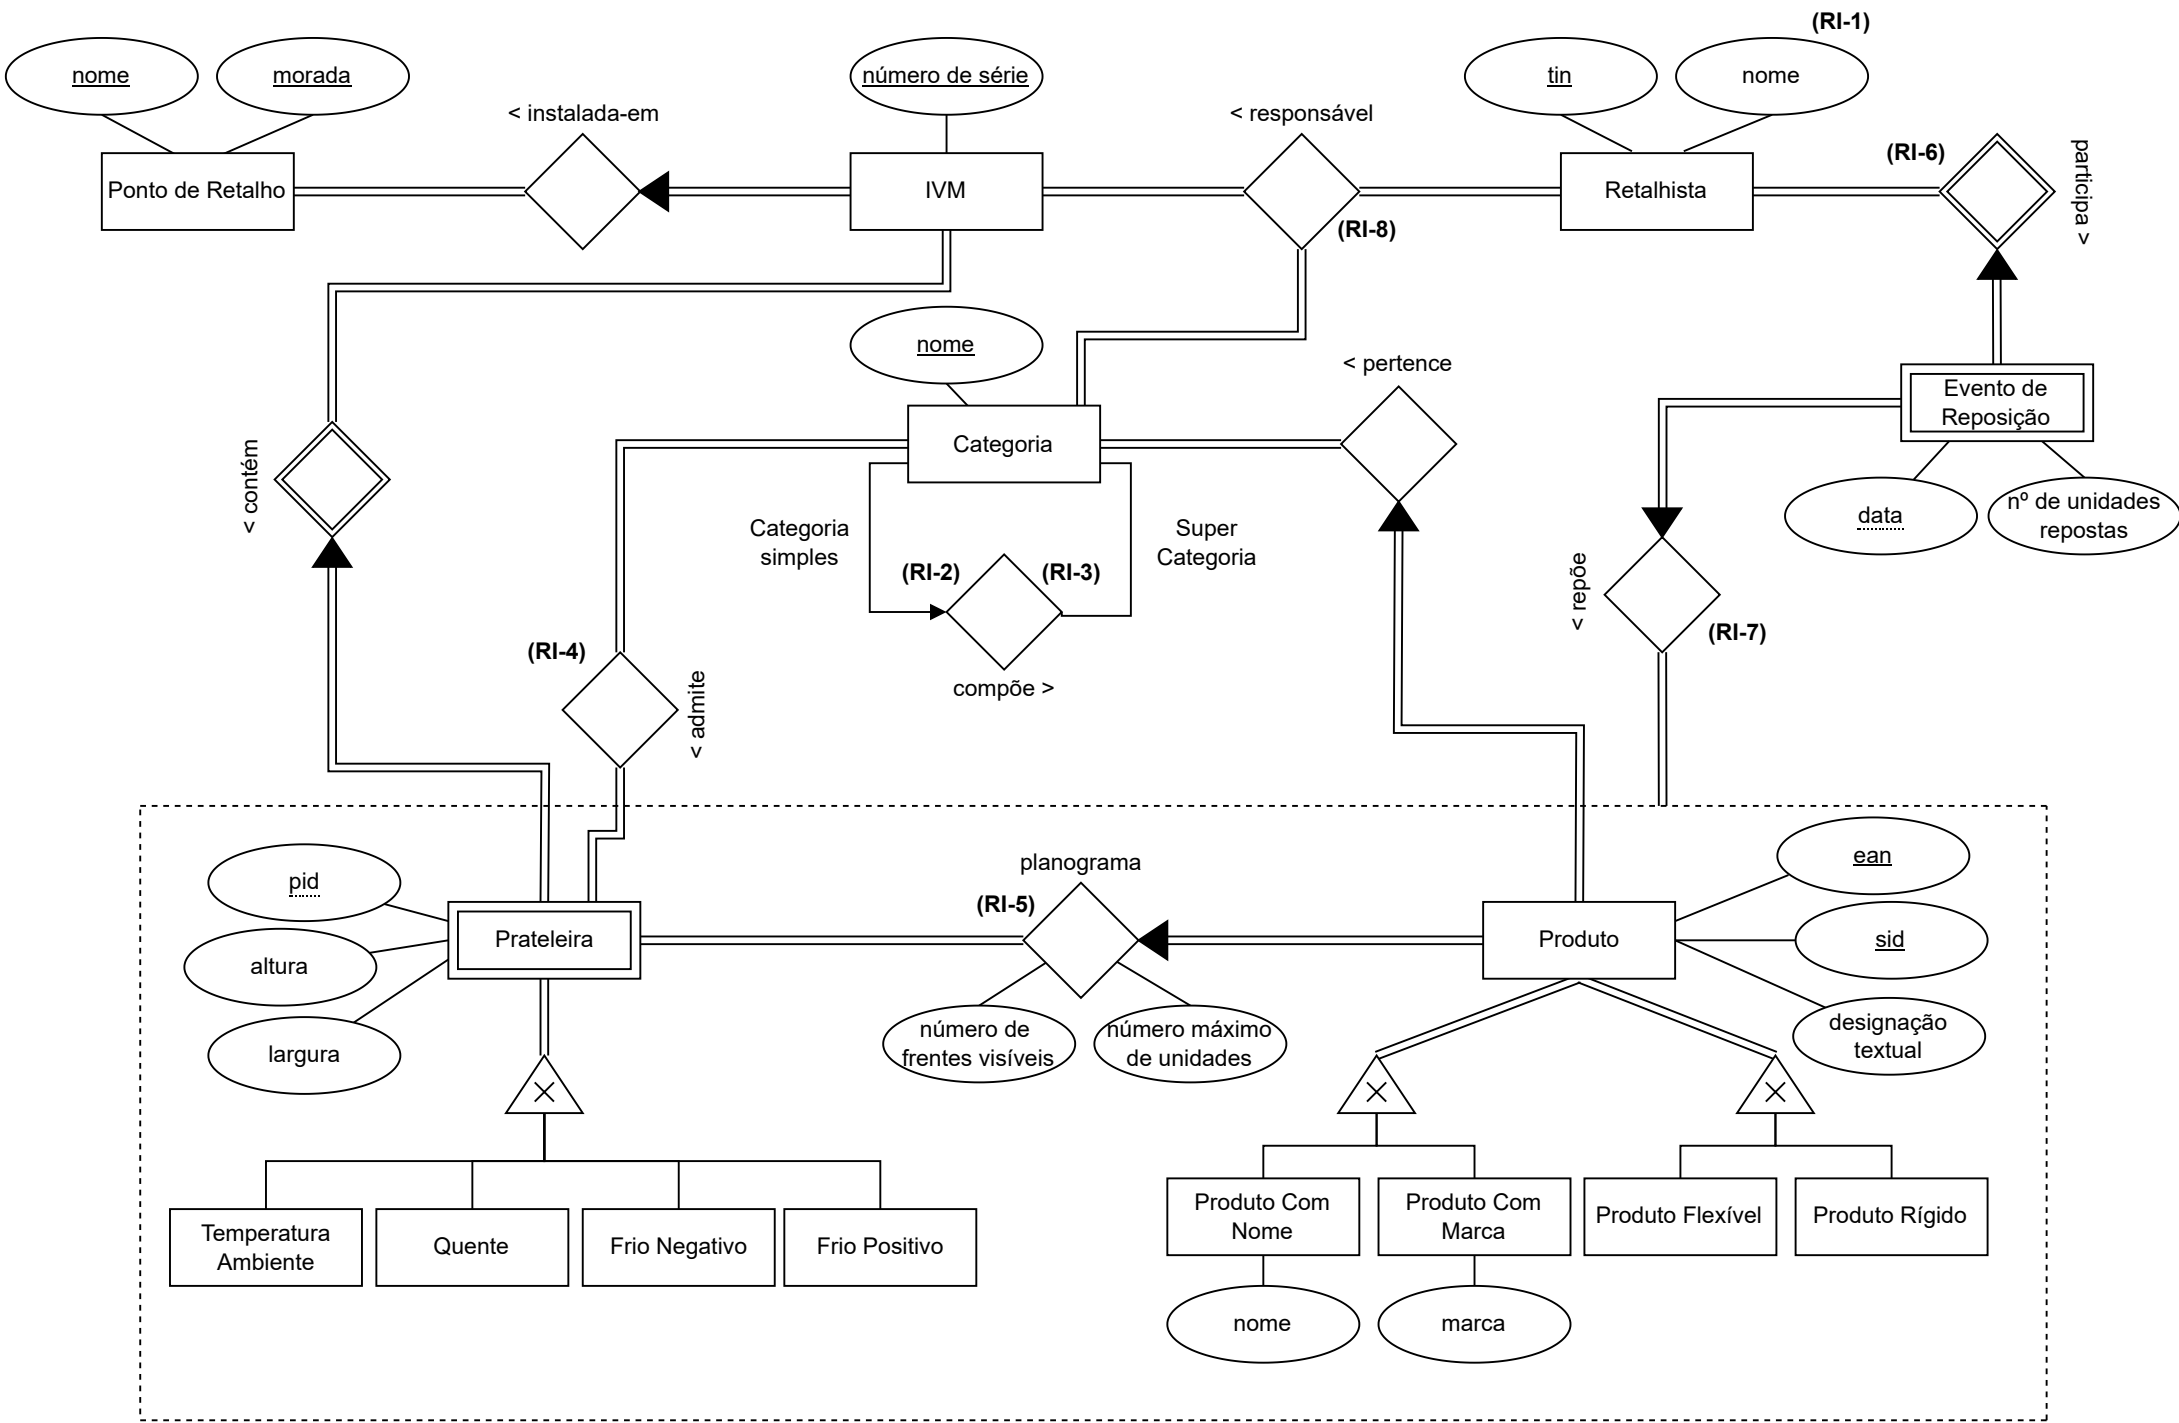 (RI-1)
nome
morada
número de série
tin
nome
< instalada-em
< responsável
(RI-6)
participa >
Ponto de Retalho
IVM
Retalhista
(RI-8)
nome
< pertence
Evento de
Reposição
Categoria
< contém
Categoria
simples
Super
Categoria
data
nº de unidades
repostas
(RI-2)
(RI-3)
< repõe
(RI-7)
(RI-4)
< admite
compõe >
planograma
ean
pid
(RI-5)
Prateleira
Produto
sid
altura
designação
textual
largura
número de
frentes visíveis
número máximo
de unidades
Temperatura
Ambiente
Quente
Frio Negativo
Frio Positivo
Produto Com
Nome
Produto Com
Marca
Produto Flexível
Produto Rígido
nome
marca